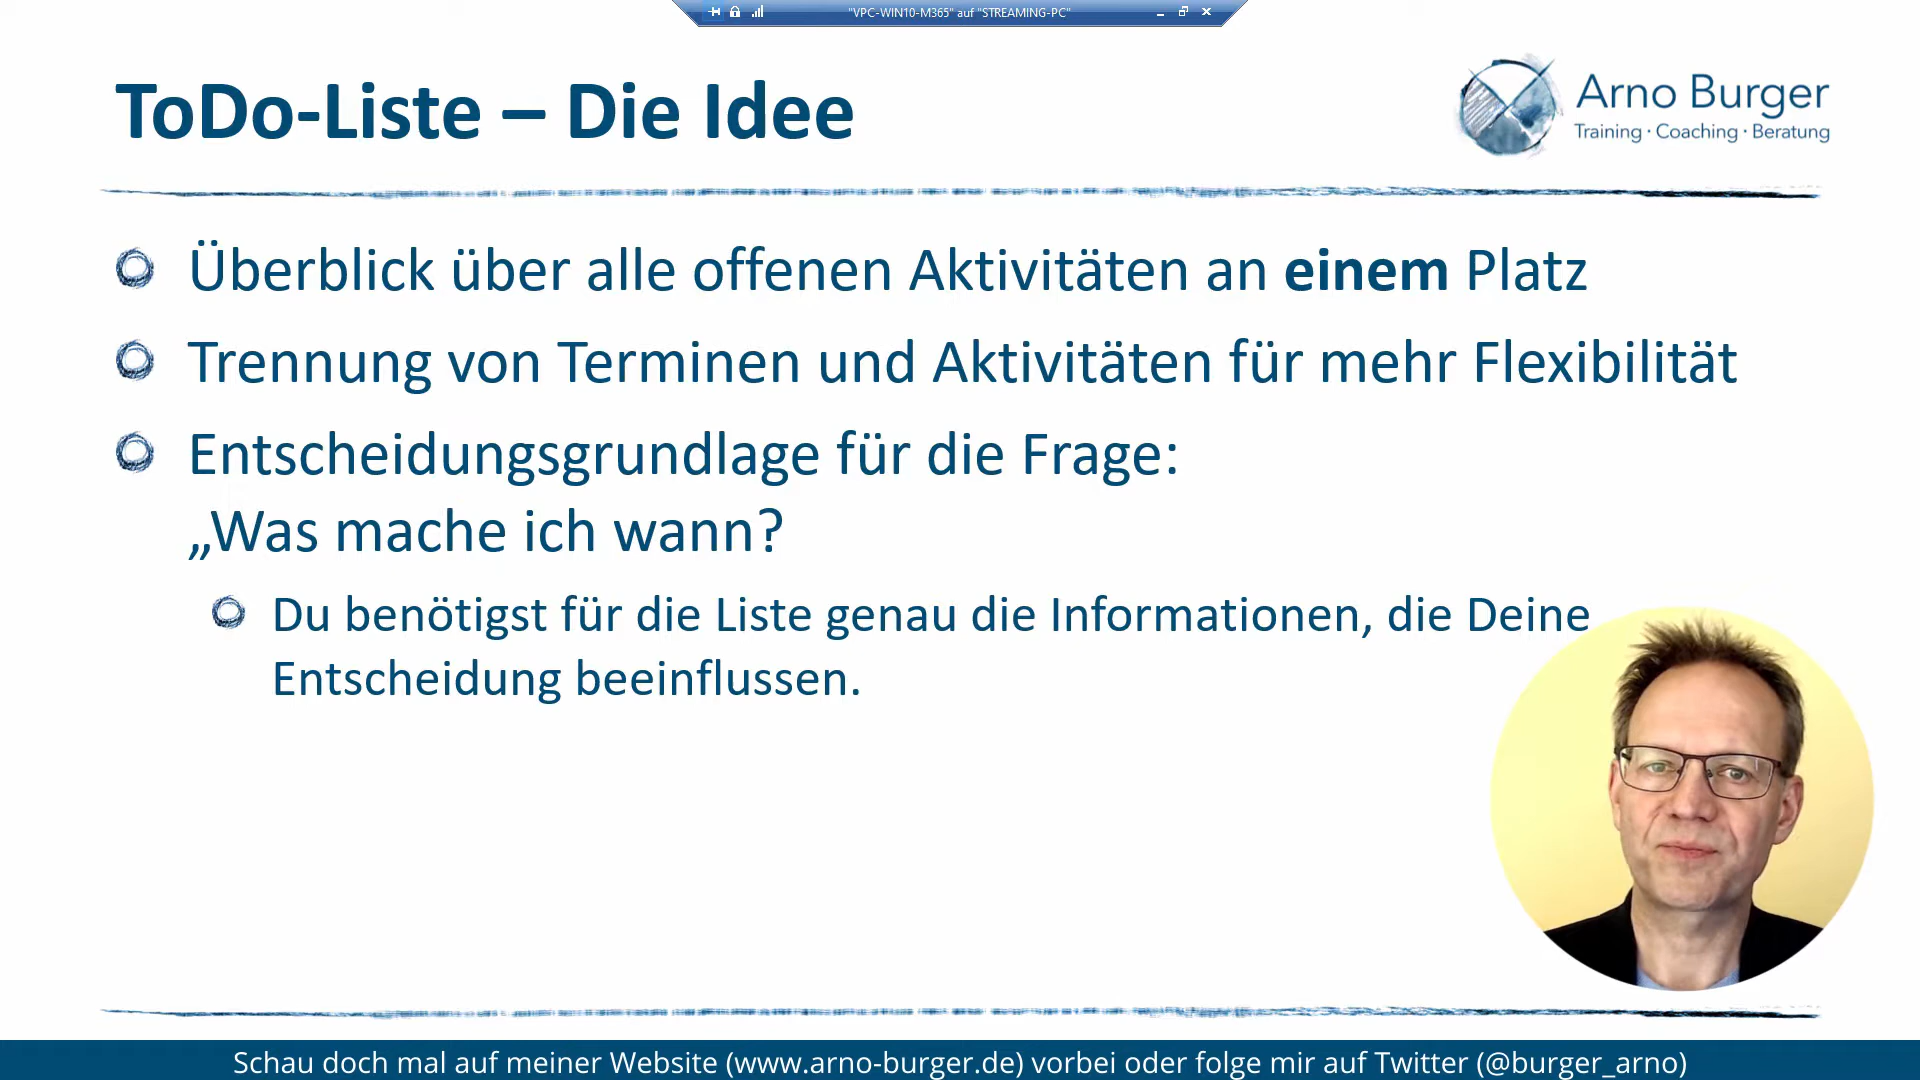 "VPC-WIN10-M365" auf "STREAMING-PC"
ToDo-Liste – Die Idee
Arno Burger
Training · Coaching · Beratung
Überblick über alle offenen Aktivitäten an einem Platz
Trennung von Terminen und Aktivitäten für mehr Flexibilität
Entscheidungsgrundlage für die Frage:
„Was mache ich wann?
Du benötigst für die Liste genau die Informationen, die Deine
Entscheidung beeinflussen.
Schau doch mal auf meiner Website (www.arno-burger.de) vorbei oder folge mir auf Twitter (@burger_arno)